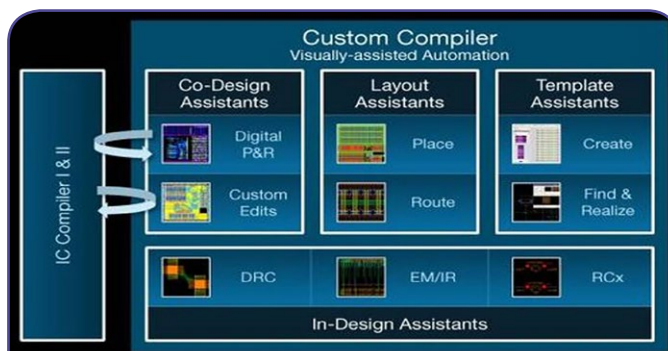 Custom Compiler
Visually-assisted Automation
IC Compiler I & II
Co-Design
Assistants
Digital
P&R
Custom
Edits
Layout
Assistants
Place
Route
Template
Assistants
Create
Find &
Realize
DRC
EM/IR
RCx
In-Design Assistants